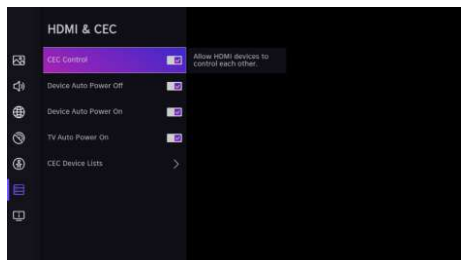 HDMI & CEC
CEC Control
Allow HDMI devices to
control each other.
Device Auto Power Off
Device Auto Power On
TV Auto Power On
CEC Device Lists